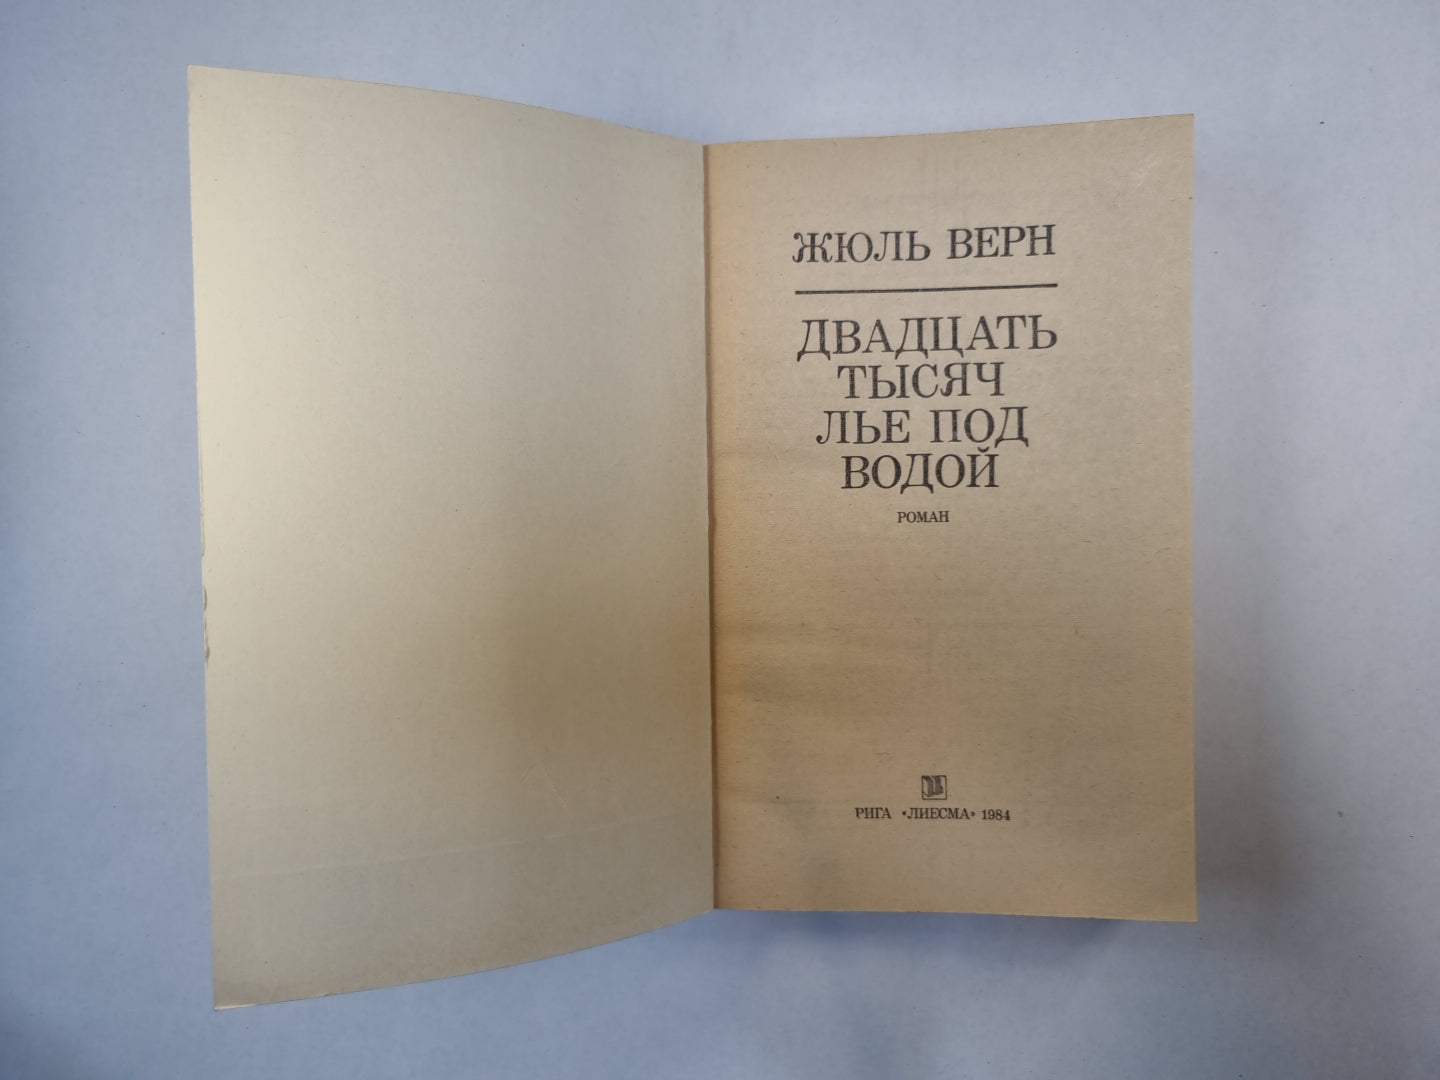 ЖЮЛЬ ВЕРН
ДВАДЦАТЬ
ТЫСЯЧ
ЛЬЕ ПОД
ВОДОЙ
РОМАН
РИГА «ЛИЕСМА» 1984